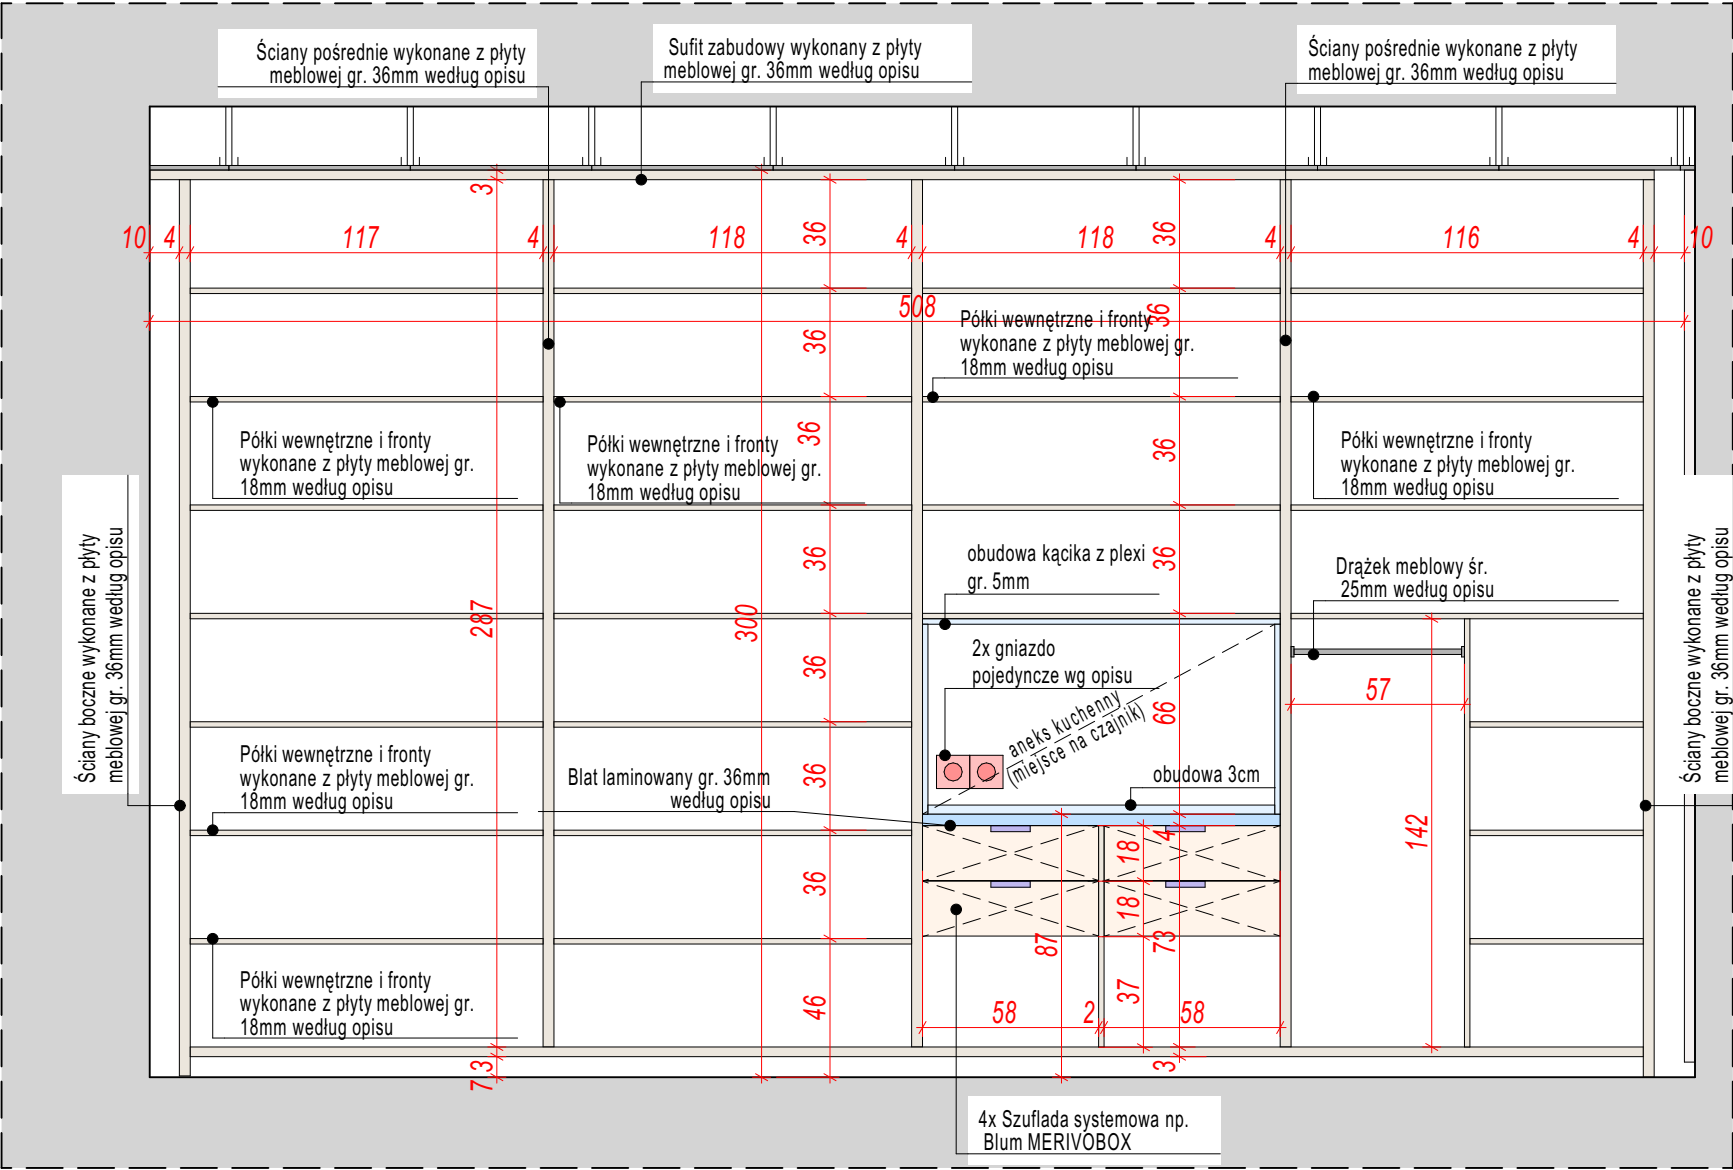 Ściany pośrednie wykonane z płyty
meblowej gr. 36mm według opisu
Sufit zabudowy wykonany z płyty
meblowej gr. 36mm według opisu
Ściany pośrednie wykonane z płyty
meblowej gr. 36mm według opisu
3
36
36
10 4 117 4 118 4 118 4 116 4 10
508
36
36
Półki wewnętrzne i fronty
wykonane z płyty meblowej gr.
18mm według opisu
Półki wewnętrzne i fronty
wykonane z płyty meblowej gr.
18mm według opisu
Półki wewnętrzne i fronty
wykonane z płyty meblowej gr.
18mm według opisu
36
36
Półki wewnętrzne i fronty
wykonane z płyty meblowej gr.
18mm według opisu
Ściany boczne wykonane z płyty
meblowej gr. 36mm według opisu
Ściany boczne wykonane z płyty
meblowej gr. 36mm według opisu
obudowa kącika z plexi
gr. 5mm
36
36
Drążek meblowy śr.
25mm według opisu
287
300
2x gniazdo
pojedyncze wg opisu
36
66
57
aneks kuchenny
(miejsce na czajnik)
Półki wewnętrzne i fronty
wykonane z płyty meblowej gr.
18mm według opisu
Blat laminowany gr. 36mm
według opisu
36
obudowa 3cm
4
18
142
36
18
87
73
Półki wewnętrzne i fronty
wykonane z płyty meblowej gr.
18mm według opisu
46
37
58 2 58
3
7
3
4x Szuflada systemowa np.
Blum MERIVOBOX